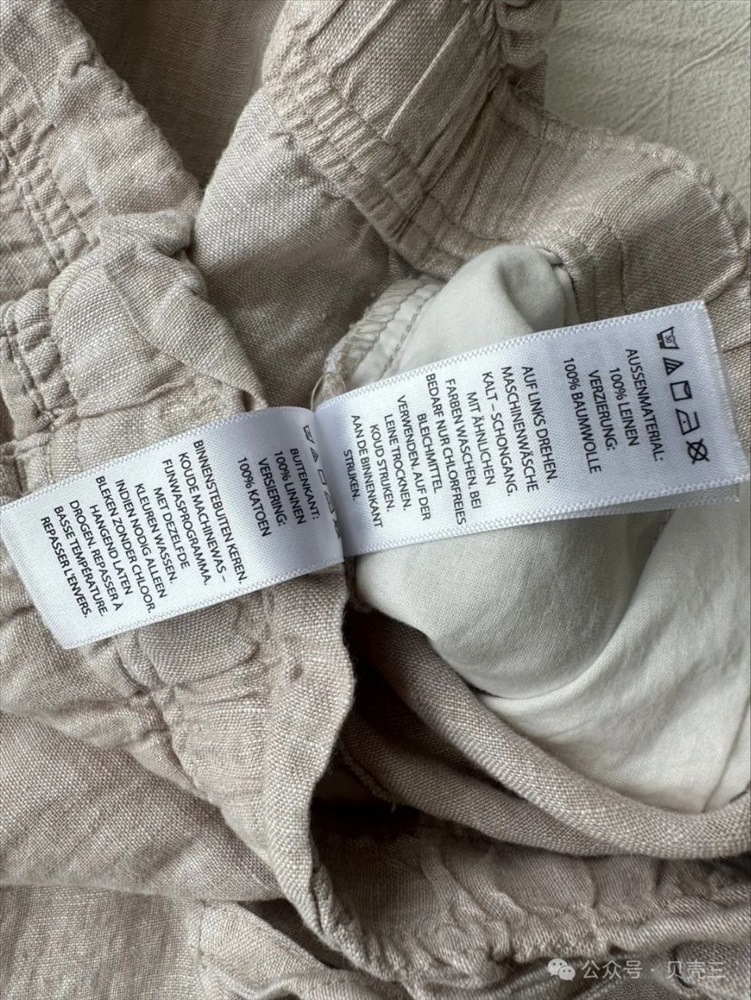 AUSSENMATERIAL:
100% LEINEN
VERZIERUNG:
100% BAUMWOLLE
AUF LINKS DREHEN.
MASCHINENWÄSCHE
KALT – SCHONGANG.
MIT ÄHNLICHEN
FARBEN WASCHEN. BEI
BEDARF NUR CHLORFREIES
BLEICHMITTEL
VERWENDEN. AUF DER
LEINE TROCKNEN.
KOUD STRIJKEN.
AAN DE BINNENKANT
STRIJKEN.
BUITENKANT:
100% LINNEN
VERSIERING:
100% KATOEN
BINNENSTEBUITEN KEREN.
KOUDE MACHINEWAS –
FIJNWASPROGRAMMA.
MET DEZELFDE
KLEUREN WASSEN.
INDIEN NODIG ALLEEN
BLEKEN ZONDER CHLOOR.
HANGEND LATEN
DROGEN. REPASSER À
BASSE TEMPÉRATURE.
REPASSER L'ENVERS.
公众号 · 贝壳三